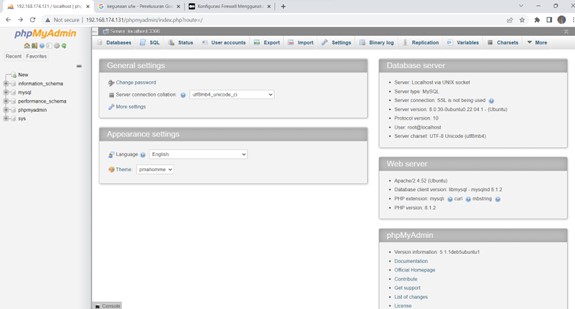 192.168.174.131 / localhost | p
kegunaan ufw - Penelusuran Go
Konfigurasi Firewall Menggunak
Not secure | 192.168.174.131/phpmyadmin/index.php?route=/
phpMyAdmin
Recent Favorites
New
information_schema
mysql
performance_schema
phpmyadmin
sys
Server: localhost:3306
Databases SQL Status User accounts Export Import Settings Binary log Replication Variables Charsets More
General settings
Change password
Server connection collation: utf8mb4_unicode_ci
More settings
Appearance settings
Language English
Theme pmahomme
Database server
Server: Localhost via UNIX socket
Server type: MySQL
Server connection: SSL is not being used
Server version: 8.0.30-0ubuntu0.22.04.1 - (Ubuntu)
Protocol version: 10
User: root@localhost
Server charset: UTF-8 Unicode (utf8mb4)
Web server
Apache/2.4.52 (Ubuntu)
Database client version: libmysql - mysqlnd 8.1.2
PHP extension: mysqli curl mbstring
PHP version: 8.1.2
phpMyAdmin
Version information: 5.1.1deb5ubuntu1
Documentation
Official Homepage
Contribute
Get support
List of changes
License
Console